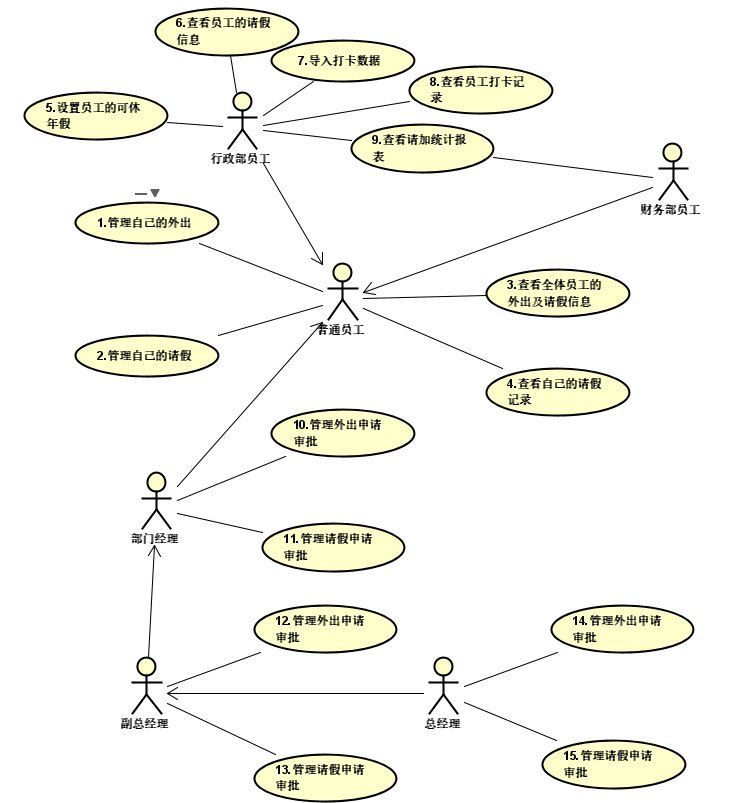 6.查看员工的请假
信息
7.导入打卡数据
8.查看员工打卡记
录
5.设置员工的可休
年假
9.查看请加统计报
表
行政部员工
财务部员工
1.管理自己的外出
3.查看全体员工的
外出及请假信息
普通员工
2.管理自己的请假
4.查看自己的请假
记录
10.管理外出申请
审批
部门经理
11.管理请假申请
审批
12.管理外出申请
审批
14.管理外出申请
审批
副总经理
总经理
13.管理请假申请
审批
15.管理请假申请
审批